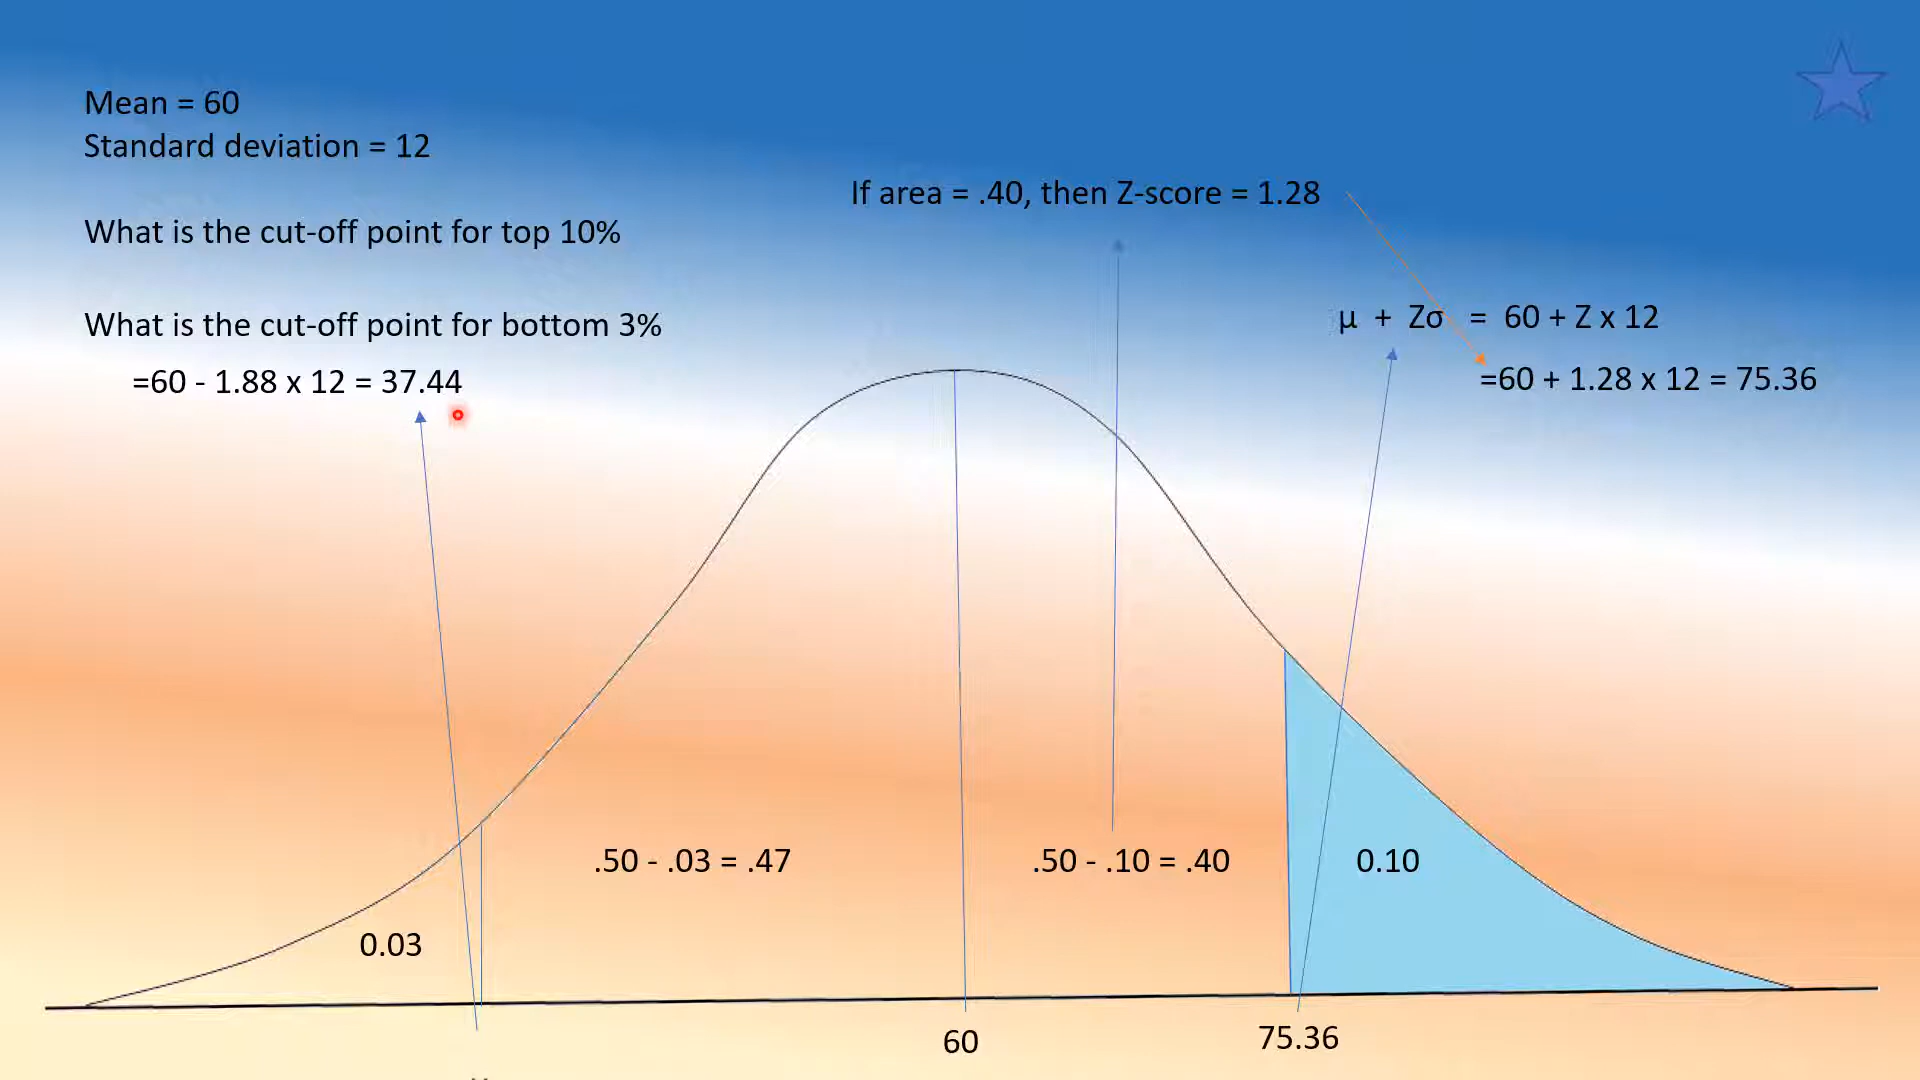 Mean = 60
Standard deviation = 12
If area = .40, then Z-score = 1.28
What is the cut-off point for top 10%
What is the cut-off point for bottom 3%
μ + Zσ = 60 + Z x 12
=60 - 1.88 x 12 = 37.44
=60 + 1.28 x 12 = 75.36
.50 - .03 = .47
.50 - .10 = .40
0.10
0.03
60
75.36